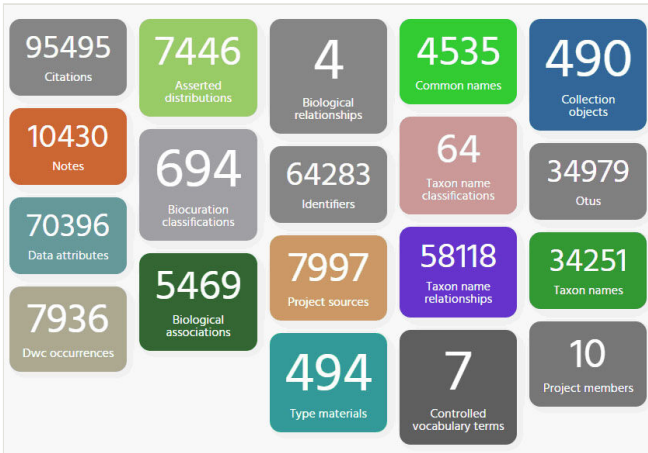 95495
Citations
10430
Notes
70396
Data attributes
7936
Dwc occurrences
7446
Asserted
distributions
694
Biocuration
classifications
5469
Biological
associations
4
Biological
relationships
64283
Identifiers
7997
Project sources
494
Type materials
4535
Common names
64
Taxon name
classifications
58118
Taxon name
relationships
7
Controlled
vocabulary terms
490
Collection
objects
34979
Otus
34251
Taxon names
10
Project members